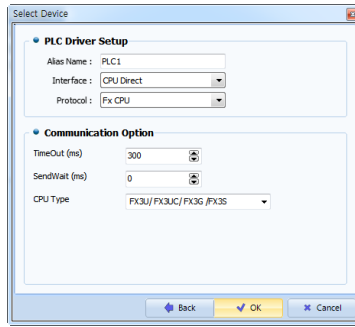 Select Device
PLC Driver Setup
Alias Name : PLC1
Interface : CPU Direct
Protocol : Fx CPU
Communication Option
TimeOut (ms) 300
SendWait (ms) 0
CPU Type FX3U/ FX3UC/ FX3G /FX3S
Back OK Cancel